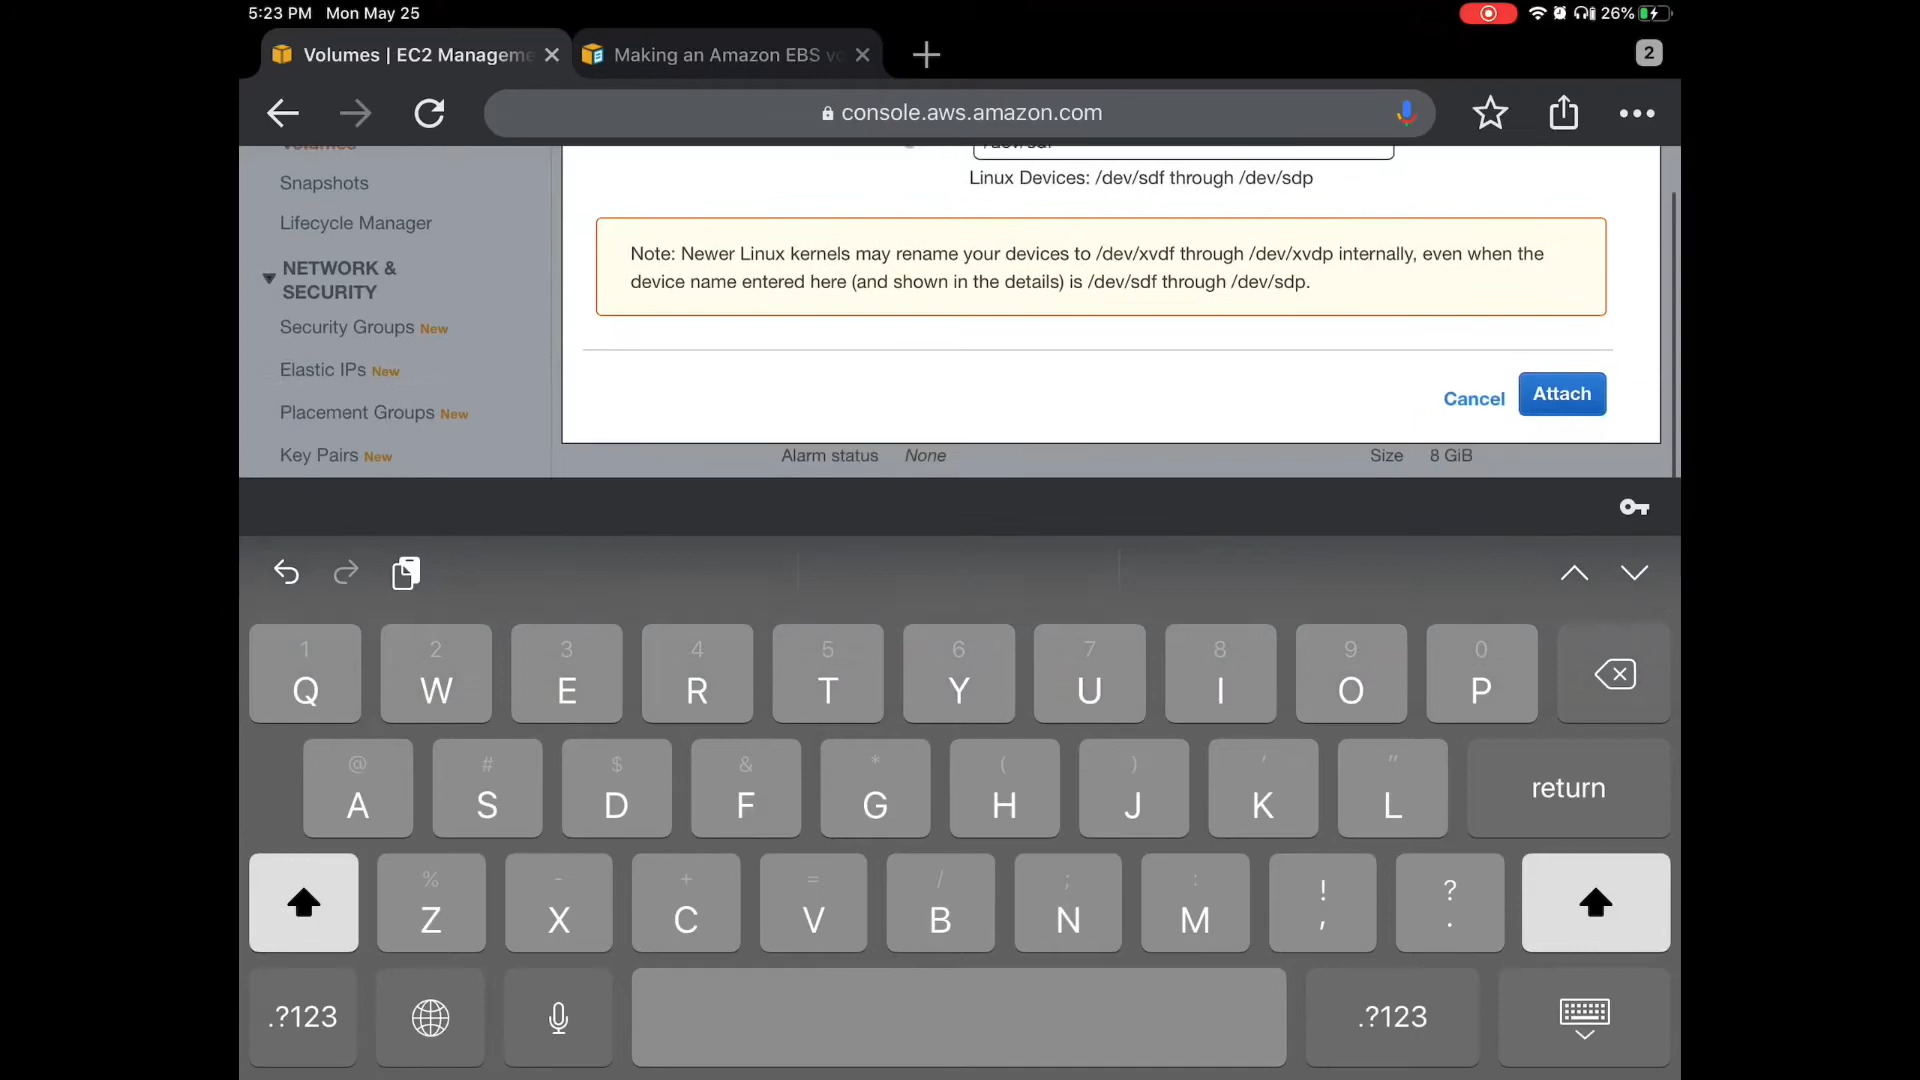 5:23 PM Mon May 25
26%
Volumes | EC2 Manageme
Making an Amazon EBS vo
2
console.aws.amazon.com
Volumes
Snapshots
Lifecycle Manager
NETWORK &
SECURITY
Security Groups New
Elastic IPs New
Placement Groups New
Key Pairs New
/dev/sdf
Linux Devices: /dev/sdf through /dev/sdp
Note: Newer Linux kernels may rename your devices to /dev/xvdf through /dev/xvdp internally, even when the
device name entered here (and shown in the details) is /dev/sdf through /dev/sdp.
Cancel Attach
Alarm status None
Size 8 GiB
1 2 3 4 5 6 7 8 9 0
Q W E R T Y U I O P
@ # $ & * ( ) ' "
A S D F G H J K L return
% - + = / ; : ! ?
Z X C V B N M , .
.?123 .?123